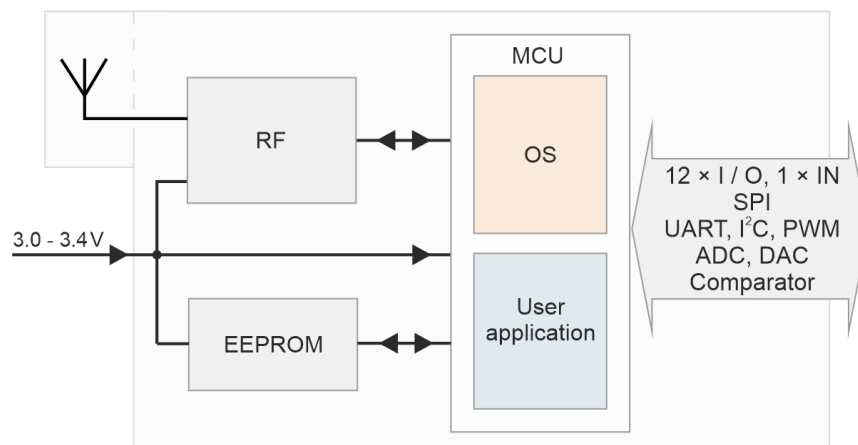 MCU
RF
OS
12 × I / O, 1 × IN
SPI
UART, I²C, PWM
ADC, DAC
Comparator
3.0 - 3.4 V
User
application
EEPROM